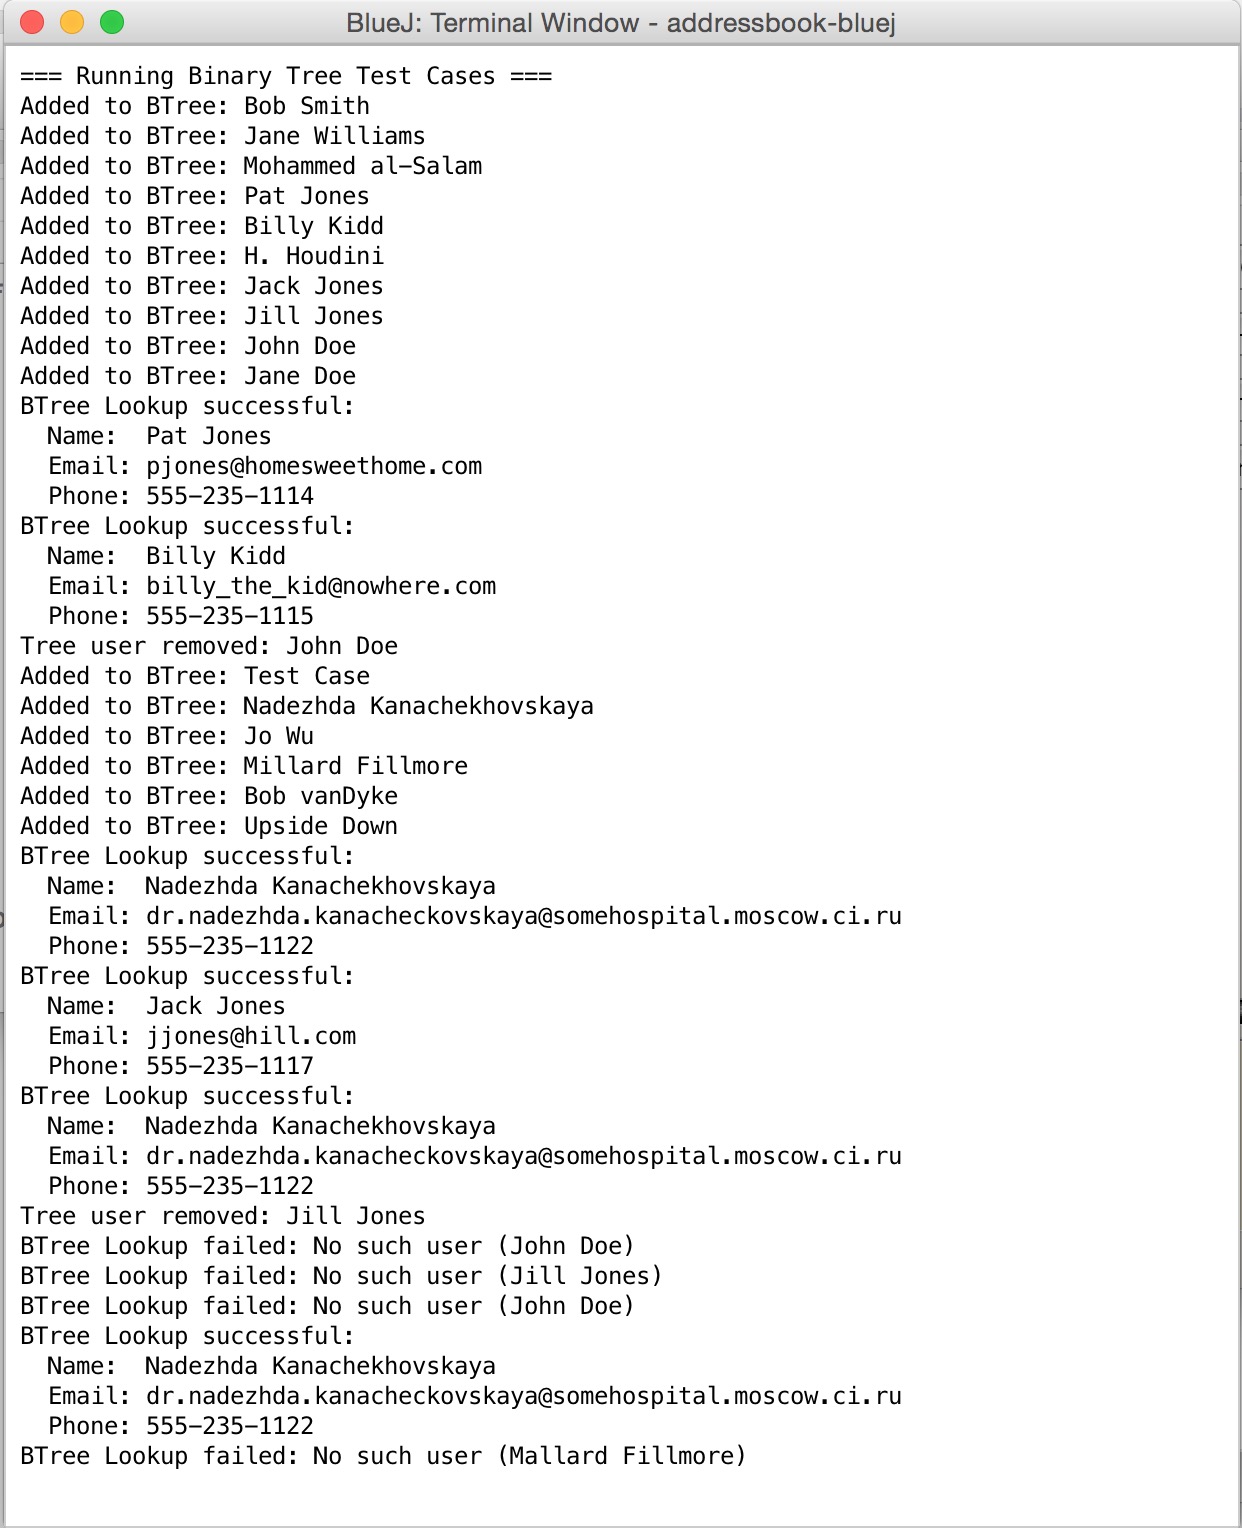 BlueJ: Terminal Window - addressbook-bluej
=== Running Binary Tree Test Cases ===
Added to BTree: Bob Smith
Added to BTree: Jane Williams
Added to BTree: Mohammed al-Salam
Added to BTree: Pat Jones
Added to BTree: Billy Kidd
Added to BTree: H. Houdini
Added to BTree: Jack Jones
Added to BTree: Jill Jones
Added to BTree: John Doe
Added to BTree: Jane Doe
BTree Lookup successful:
  Name:  Pat Jones
  Email: pjones@homesweethome.com
  Phone: 555-235-1114
BTree Lookup successful:
  Name:  Billy Kidd
  Email: billy_the_kid@nowhere.com
  Phone: 555-235-1115
Tree user removed: John Doe
Added to BTree: Test Case
Added to BTree: Nadezhda Kanachekhovskaya
Added to BTree: Jo Wu
Added to BTree: Millard Fillmore
Added to BTree: Bob vanDyke
Added to BTree: Upside Down
BTree Lookup successful:
  Name:  Nadezhda Kanachekhovskaya
  Email: dr.nadezhda.kanacheckovskaya@somehospital.moscow.ci.ru
  Phone: 555-235-1122
BTree Lookup successful:
  Name:  Jack Jones
  Email: jjones@hill.com
  Phone: 555-235-1117
BTree Lookup successful:
  Name:  Nadezhda Kanachekhovskaya
  Email: dr.nadezhda.kanacheckovskaya@somehospital.moscow.ci.ru
  Phone: 555-235-1122
Tree user removed: Jill Jones
BTree Lookup failed: No such user (John Doe)
BTree Lookup failed: No such user (Jill Jones)
BTree Lookup failed: No such user (John Doe)
BTree Lookup successful:
  Name:  Nadezhda Kanachekhovskaya
  Email: dr.nadezhda.kanacheckovskaya@somehospital.moscow.ci.ru
  Phone: 555-235-1122
BTree Lookup failed: No such user (Mallard Fillmore)